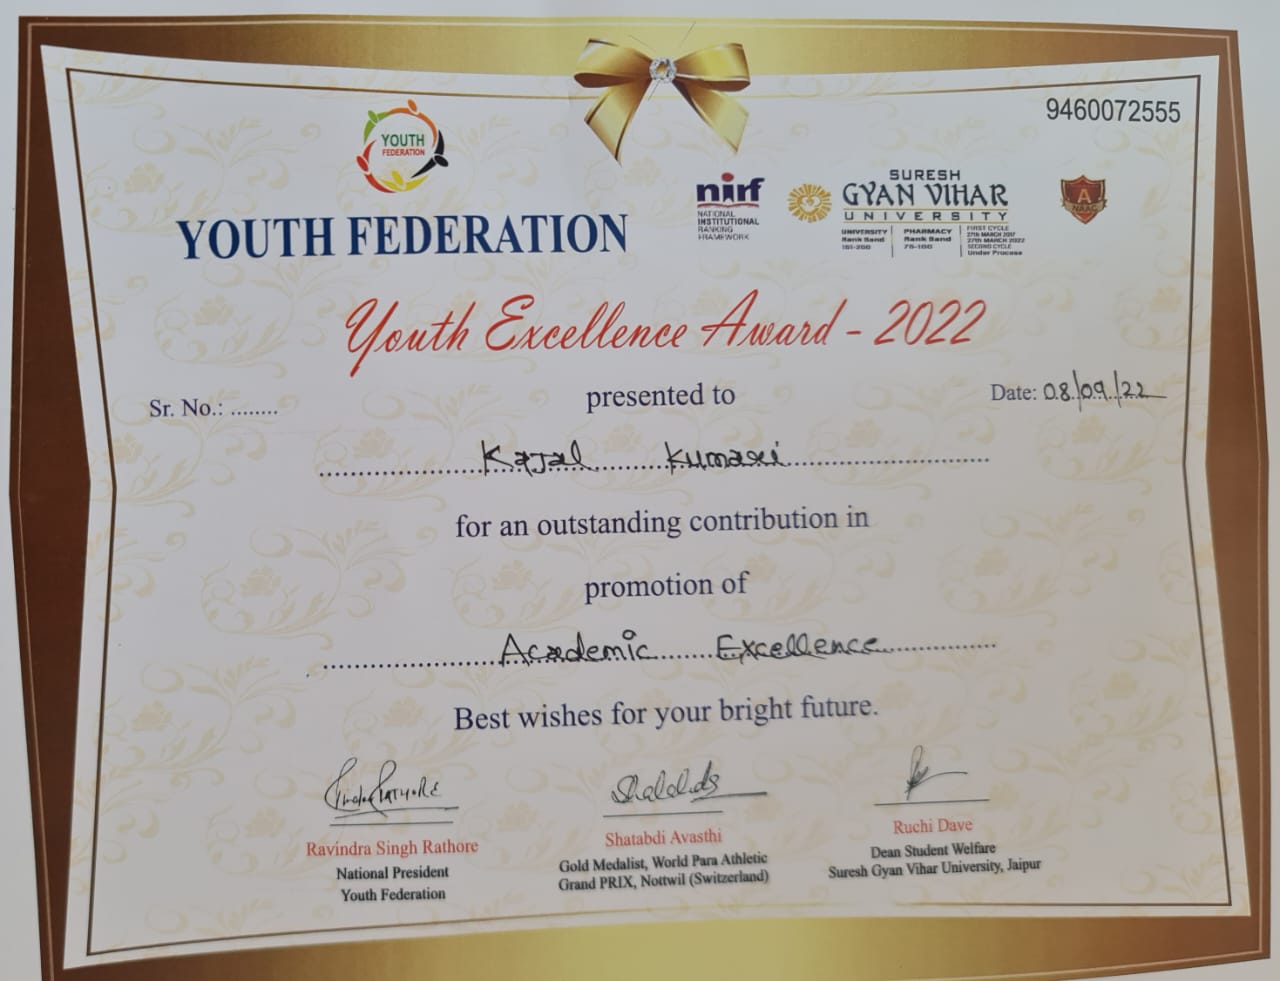 9460072555
YOUTH
FEDERATION
YOUTH FEDERATION
nirf
NATIONAL
INSTITUTIONAL
RANKING
FRAMEWORK
SURESH
GYAN VIHAR
UNIVERSITY
UNIVERSITY
Rank Band
151-200
PHARMACY
Rank Band
75-100
FIRST CYCLE
27th MARCH 2017
27th MARCH 2022
SECOND CYCLE
Under Process
A
NAAC
Youth Excellence Award - 2022
Sr. No.: ........ presented to Date: 08/09/22
Kajal Kumari
for an outstanding contribution in
promotion of
Academic Excellence
Best wishes for your bright future.
Ravindra Singh Rathore
National President
Youth Federation
Shatabdi Avasthi
Gold Medalist, World Para Athletic
Grand PRIX, Nottwil (Switzerland)
Ruchi Dave
Dean Student Welfare
Suresh Gyan Vihar University, Jaipur